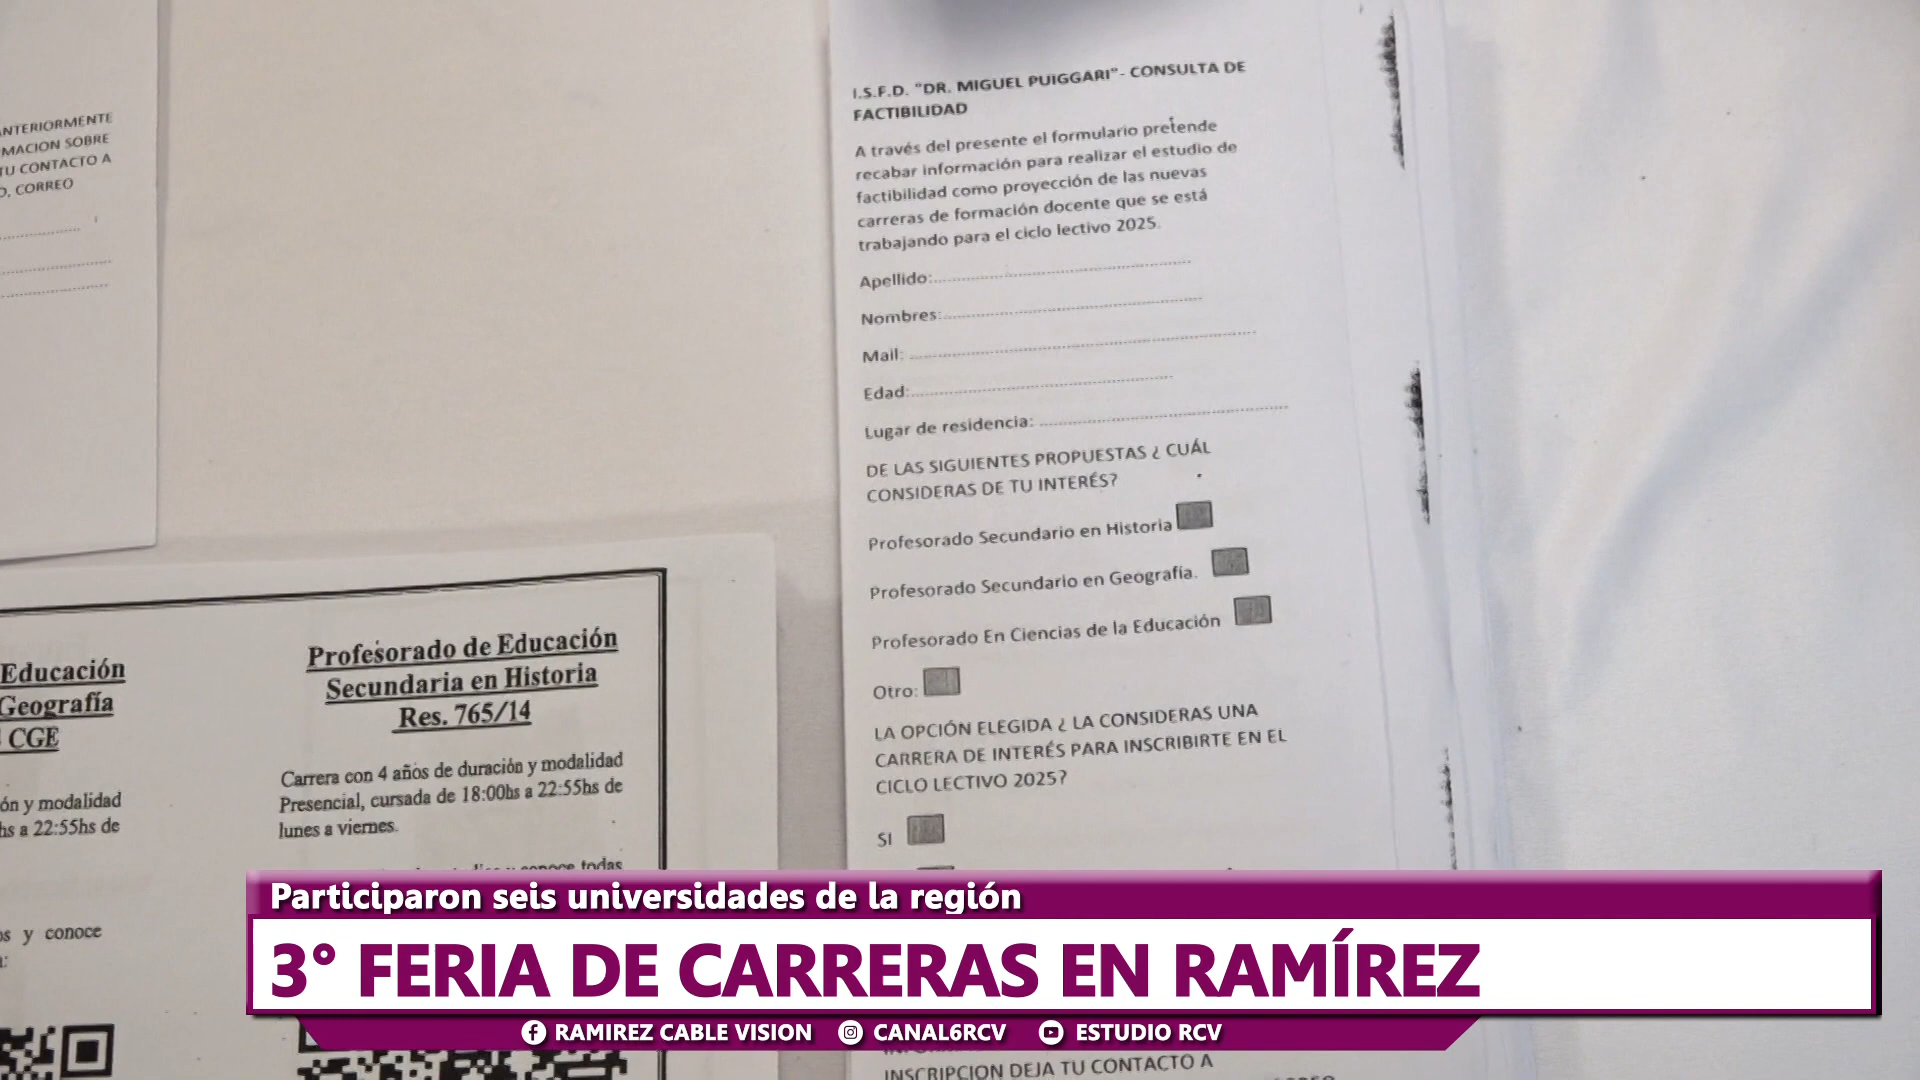 ANTERIORMENTE
MACION SOBRE
TU CONTACTO A
O, CORREO
I.S.F.D. "DR. MIGUEL PUIGGARI"- CONSULTA DE
FACTIBILIDAD
A través del presente el formulario pretende
recabar información para realizar el estudio de
factibilidad como proyección de las nuevas
carreras de formación docente que se está
trabajando para el ciclo lectivo 2025.
Apellido:
Nombres:
Mail:
Edad:
Lugar de residencia:
DE LAS SIGUIENTES PROPUESTAS ¿ CUÁL
CONSIDERAS DE TU INTERÉS?
Profesorado Secundario en Historia
Profesorado Secundario en Geografía.
Profesorado En Ciencias de la Educación
Otro:
LA OPCIÓN ELEGIDA ¿ LA CONSIDERAS UNA
CARRERA DE INTERÉS PARA INSCRIBIRTE EN EL
CICLO LECTIVO 2025?
SI
INSCRIPCION DEJA TU CONTACTO A
Educación
Geografía
CGE
ón y modalidad
hs a 22:55hs de
os y conoce
Profesorado de Educación
Secundaria en Historia
Res. 765/14
Carrera con 4 años de duración y modalidad
Presencial, cursada de 18:00hs a 22:55hs de
lunes a viernes.
y conoce todas
Participaron seis universidades de la región
3° FERIA DE CARRERAS EN RAMÍREZ
RAMIREZ CABLE VISION CANAL6RCV ESTUDIO RCV